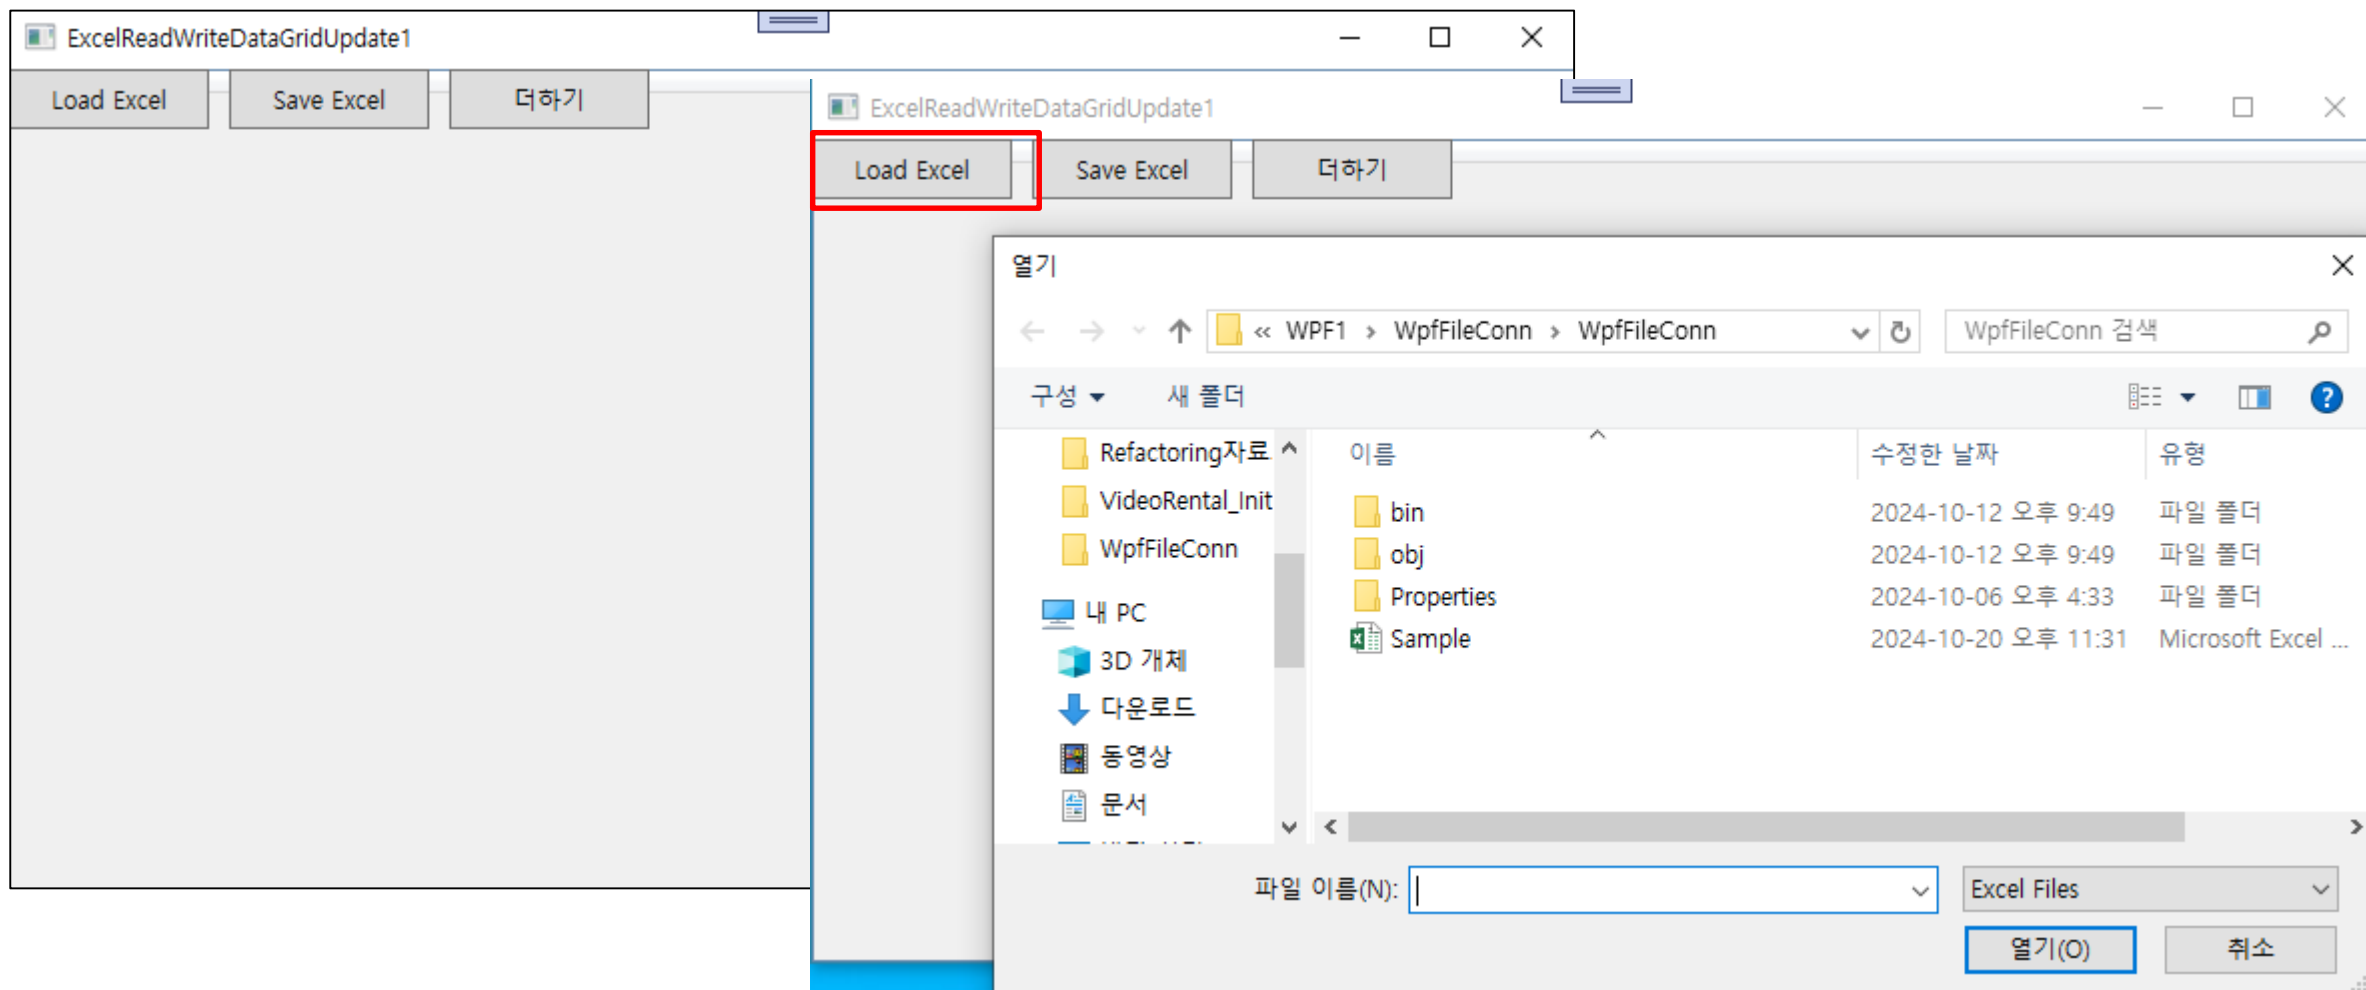 ExcelReadWriteDataGridUpdate1
Load Excel
Save Excel
더하기
ExcelReadWriteDataGridUpdate1
Load Excel
Save Excel
더하기
열기
« WPF1 › WpfFileConn › WpfFileConn
WpfFileConn 검색
구성
새 폴더
Refactoring자료
VideoRental_Init
WpfFileConn
내 PC
3D 개체
다운로드
동영상
문서
이름 수정한 날짜 유형
bin 2024-10-12 오후 9:49 파일 폴더
obj 2024-10-12 오후 9:49 파일 폴더
Properties 2024-10-06 오후 4:33 파일 폴더
Sample 2024-10-20 오후 11:31 Microsoft Excel ...
파일 이름(N):
Excel Files
열기(O)
취소